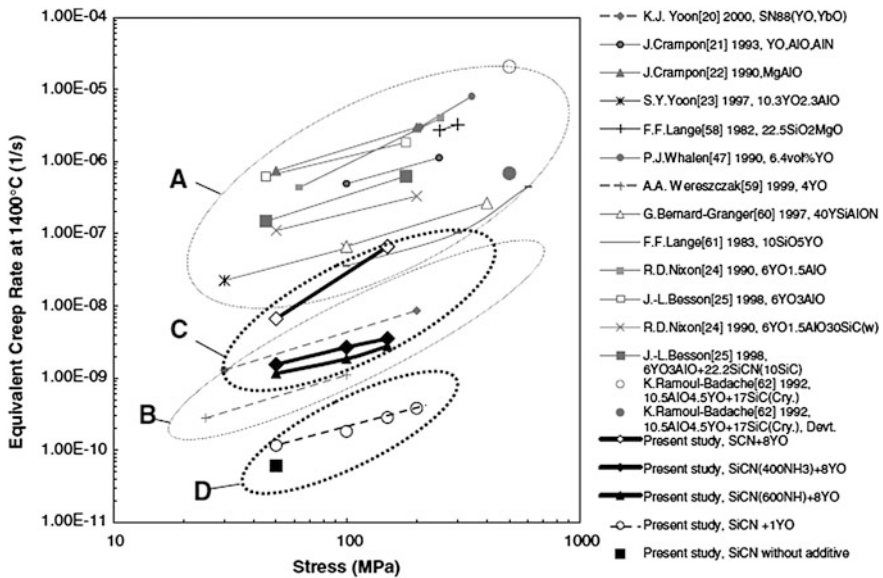 1.00E-04
1.00E-05
1.00E-06
1.00E-07
1.00E-08
1.00E-09
1.00E-10
1.00E-11
Equivalent Creep Rate at 1400°C (1/s)
A
C
B
D
10
100
1000
Stress (MPa)
K.J. Yoon[20] 2000, SN88(YO,YbO)
J.Crampon[21] 1993, YO,AlO,AlN
J.Crampon[22] 1990,MgAlO
S.Y.Yoon[23] 1997, 10.3YO2.3AlO
F.F.Lange[58] 1982, 22.5SiO2MgO
P.J.Whalen[47] 1990, 6.4vol%YO
A.A. Wereszczak[59] 1999, 4YO
G.Bernard-Granger[60] 1997, 40YSiAlON
F.F.Lange[61] 1983, 10SiO5YO
R.D.Nixon[24] 1990, 6YO1.5AlO
J.-L.Besson[25] 1998, 6YO3AlO
R.D.Nixon[24] 1990, 6YO1.5AlO30SiC(w)
J.-L.Besson[25] 1998,
6YO3AlO+22.2SiCN(10SiC)
K.Ramoul-Badache[62] 1992,
10.5AlO4.5YO+17SiC(Cry.)
K.Ramoul-Badache[62] 1992,
10.5AlO4.5YO+17SiC(Cry.), Devt.
Present study, SCN+8YO
Present study, SiCN(400NH3)+8YO
Present study, SiCN(600NH)+8YO
Present study, SiCN +1YO
Present study, SiCN without additive